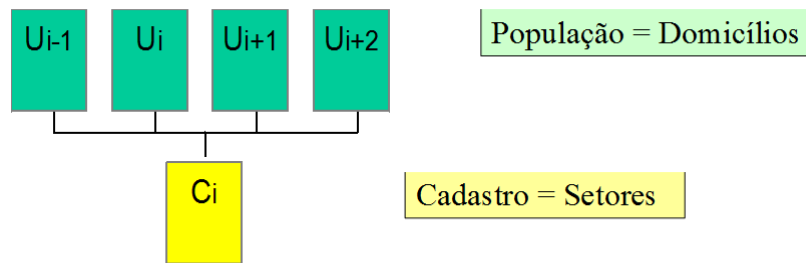 Ui-1 Ui Ui+1 Ui+2 População = Domicílios
Ci Cadastro = Setores